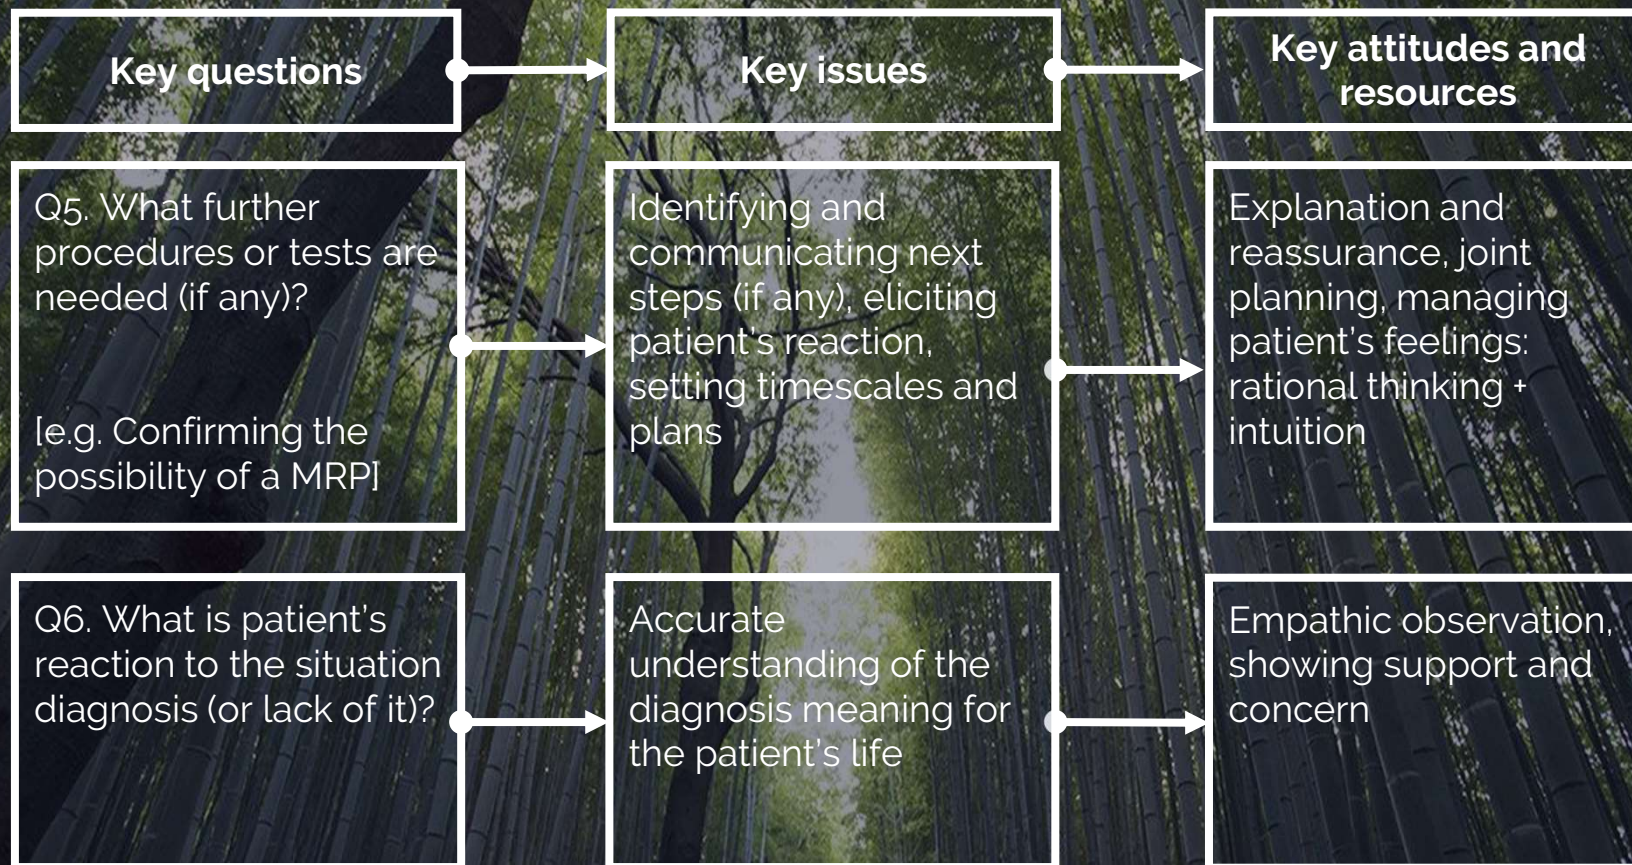 Key questions
Key issues
Key attitudes and
resources
Q5. What further
procedures or tests are
needed (if any)?
[e.g. Confirming the
possibility of a MRP]
Identifying and
communicating next
steps (if any), eliciting
patient's reaction,
setting timescales and
plans
Explanation and
reassurance, joint
planning, managing
patient's feelings:
rational thinking +
intuition
Q6. What is patient's
reaction to the situation
diagnosis (or lack of it)?
Accurate
understanding of the
diagnosis meaning for
the patient's life
Empathic observation,
showing support and
concern